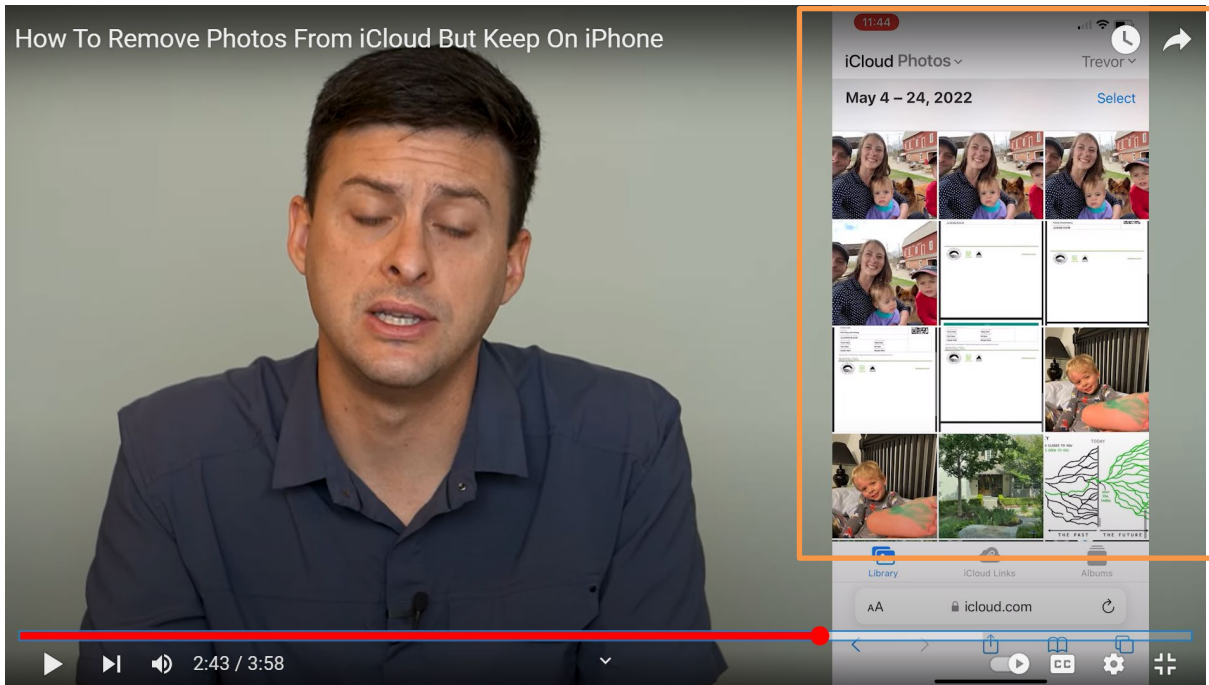 How To Remove Photos From iCloud But Keep On iPhone
11:44
iCloud Photos
Trevor
May 4 – 24, 2022
Select
TODAY
THE PAST
THE FUTURE
Library
iCloud Links
Albums
AA
icloud.com
2:43 / 3:58
CC